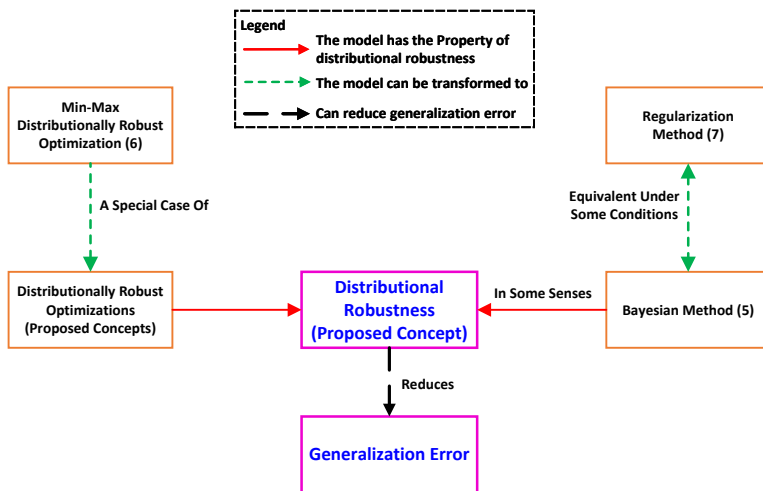 Legend
The model has the Property of
distributional robustness
The model can be transformed to
Can reduce generalization error
Min-Max
Distributionally Robust
Optimization (6)
Regularization
Method (7)
A Special Case Of
Equivalent Under
Some Conditions
Distributionally Robust
Optimizations
(Proposed Concepts)
Distributional
Robustness
(Proposed Concept)
In Some Senses
Bayesian Method (5)
Reduces
Generalization Error